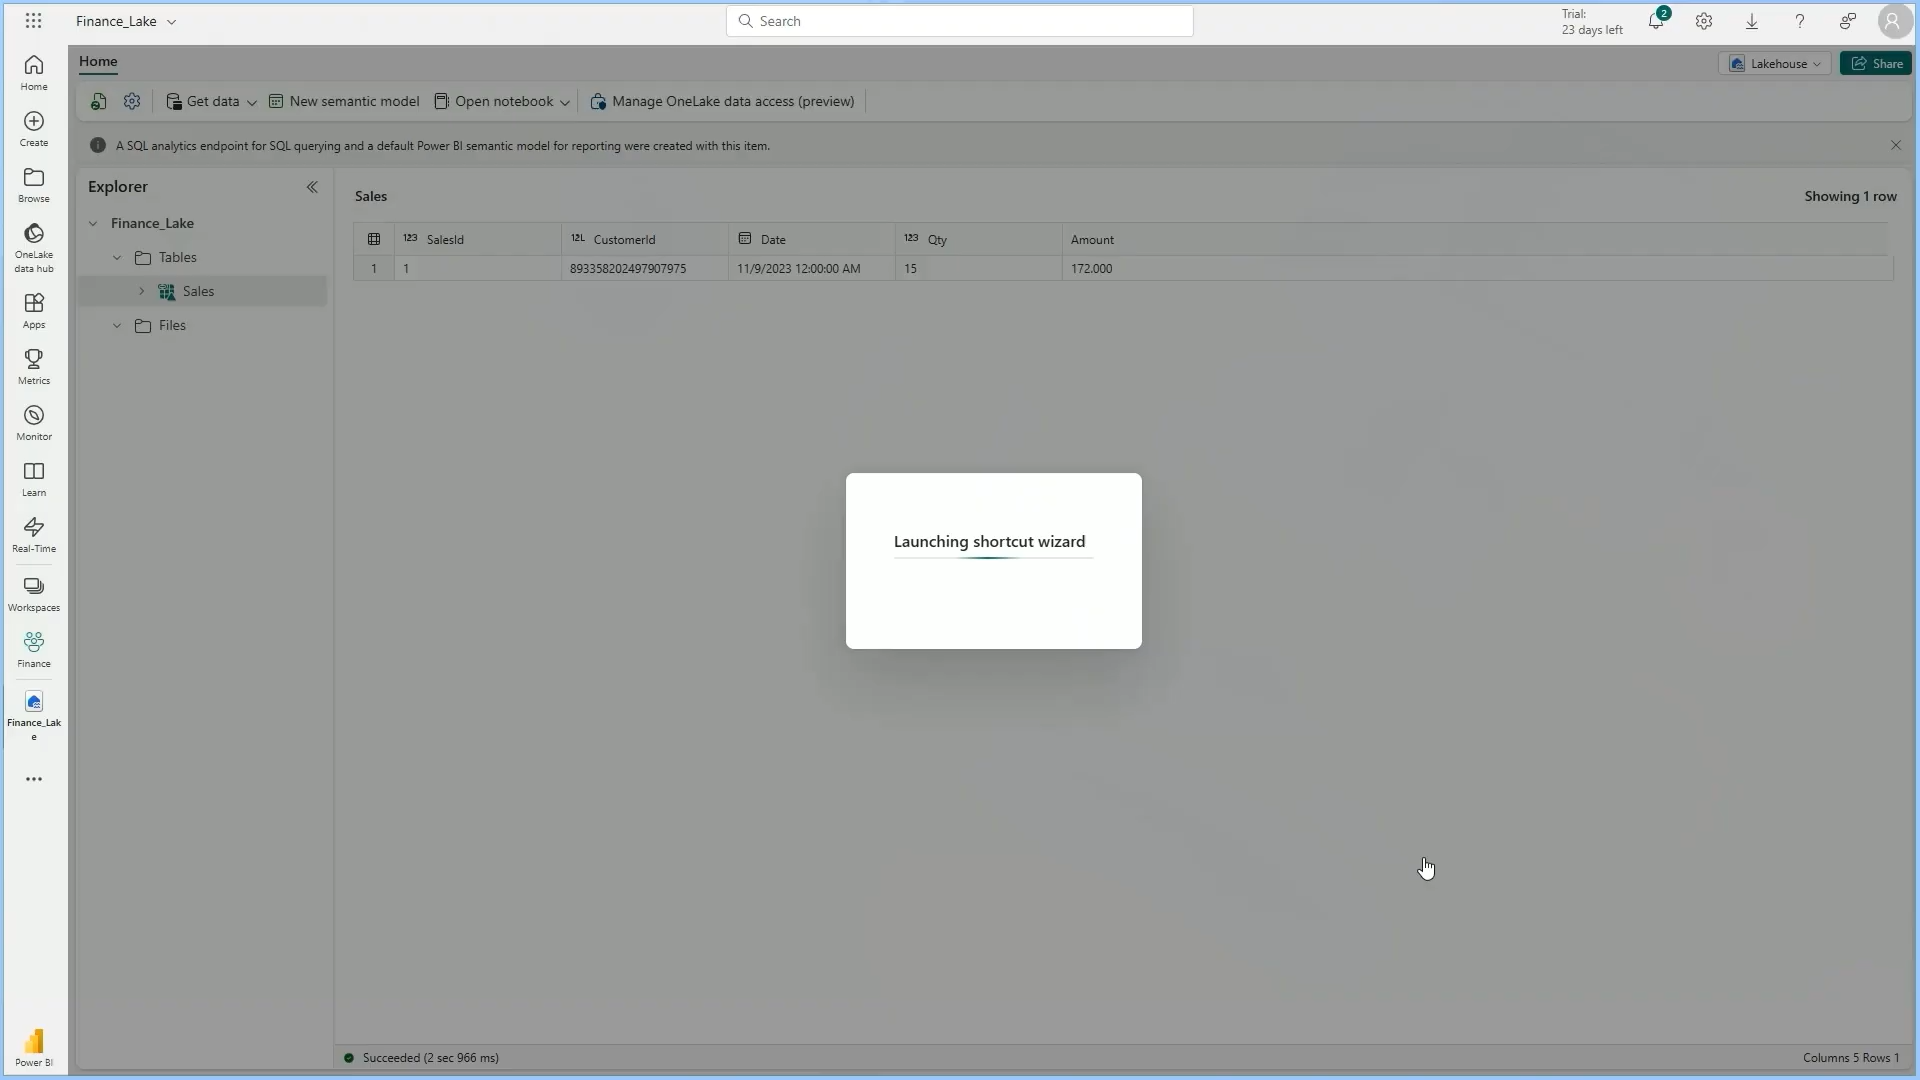 Finance_Lake
Search
Trial:
23 days left
2
Home
Create
Browse
OneLake
data hub
Apps
Metrics
Monitor
Learn
Real-Time
Workspaces
Finance
Finance_Lak
e
Power BI
Home
Lakehouse
Share
Get data
New semantic model
Open notebook
Manage OneLake data access (preview)
A SQL analytics endpoint for SQL querying and a default Power BI semantic model for reporting were created with this item.
Explorer
Finance_Lake
Tables
Sales
Files
Sales
Showing 1 row
123 SalesId
12L CustomerId
Date
123 Qty
Amount
1
1
893358202497907975
11/9/2023 12:00:00 AM
15
172.000
Launching shortcut wizard
Succeeded (2 sec 966 ms)
Columns 5 Rows 1